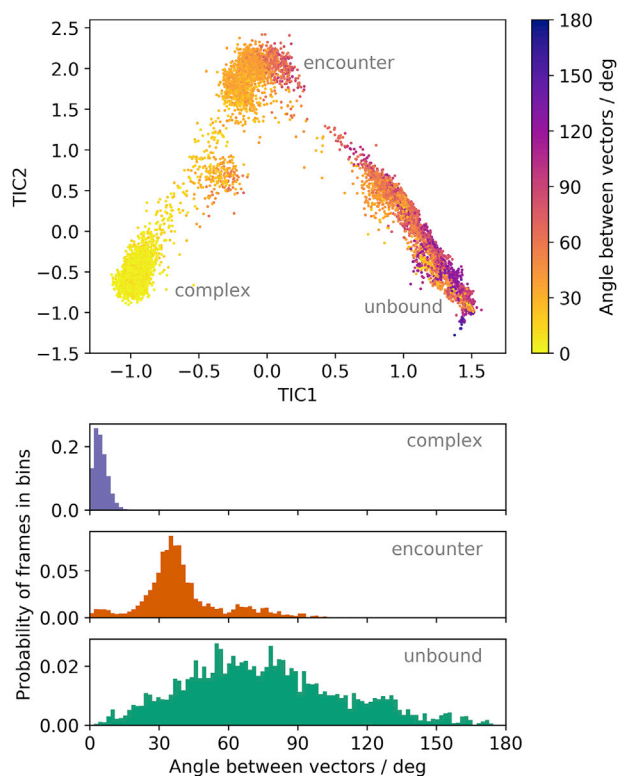 2.5
2.0
1.5
1.0
0.5
0.0
−0.5
−1.0
−1.5
TIC2
encounter
complex
unbound
−1.0 −0.5 0.0 0.5 1.0 1.5
TIC1
180
150
120
90
60
30
0
Angle between vectors / deg
Probability of frames in bins
0.2
0.0
complex
0.05
0.00
encounter
0.02
0.00
unbound
0 30 60 90 120 150 180
Angle between vectors / deg